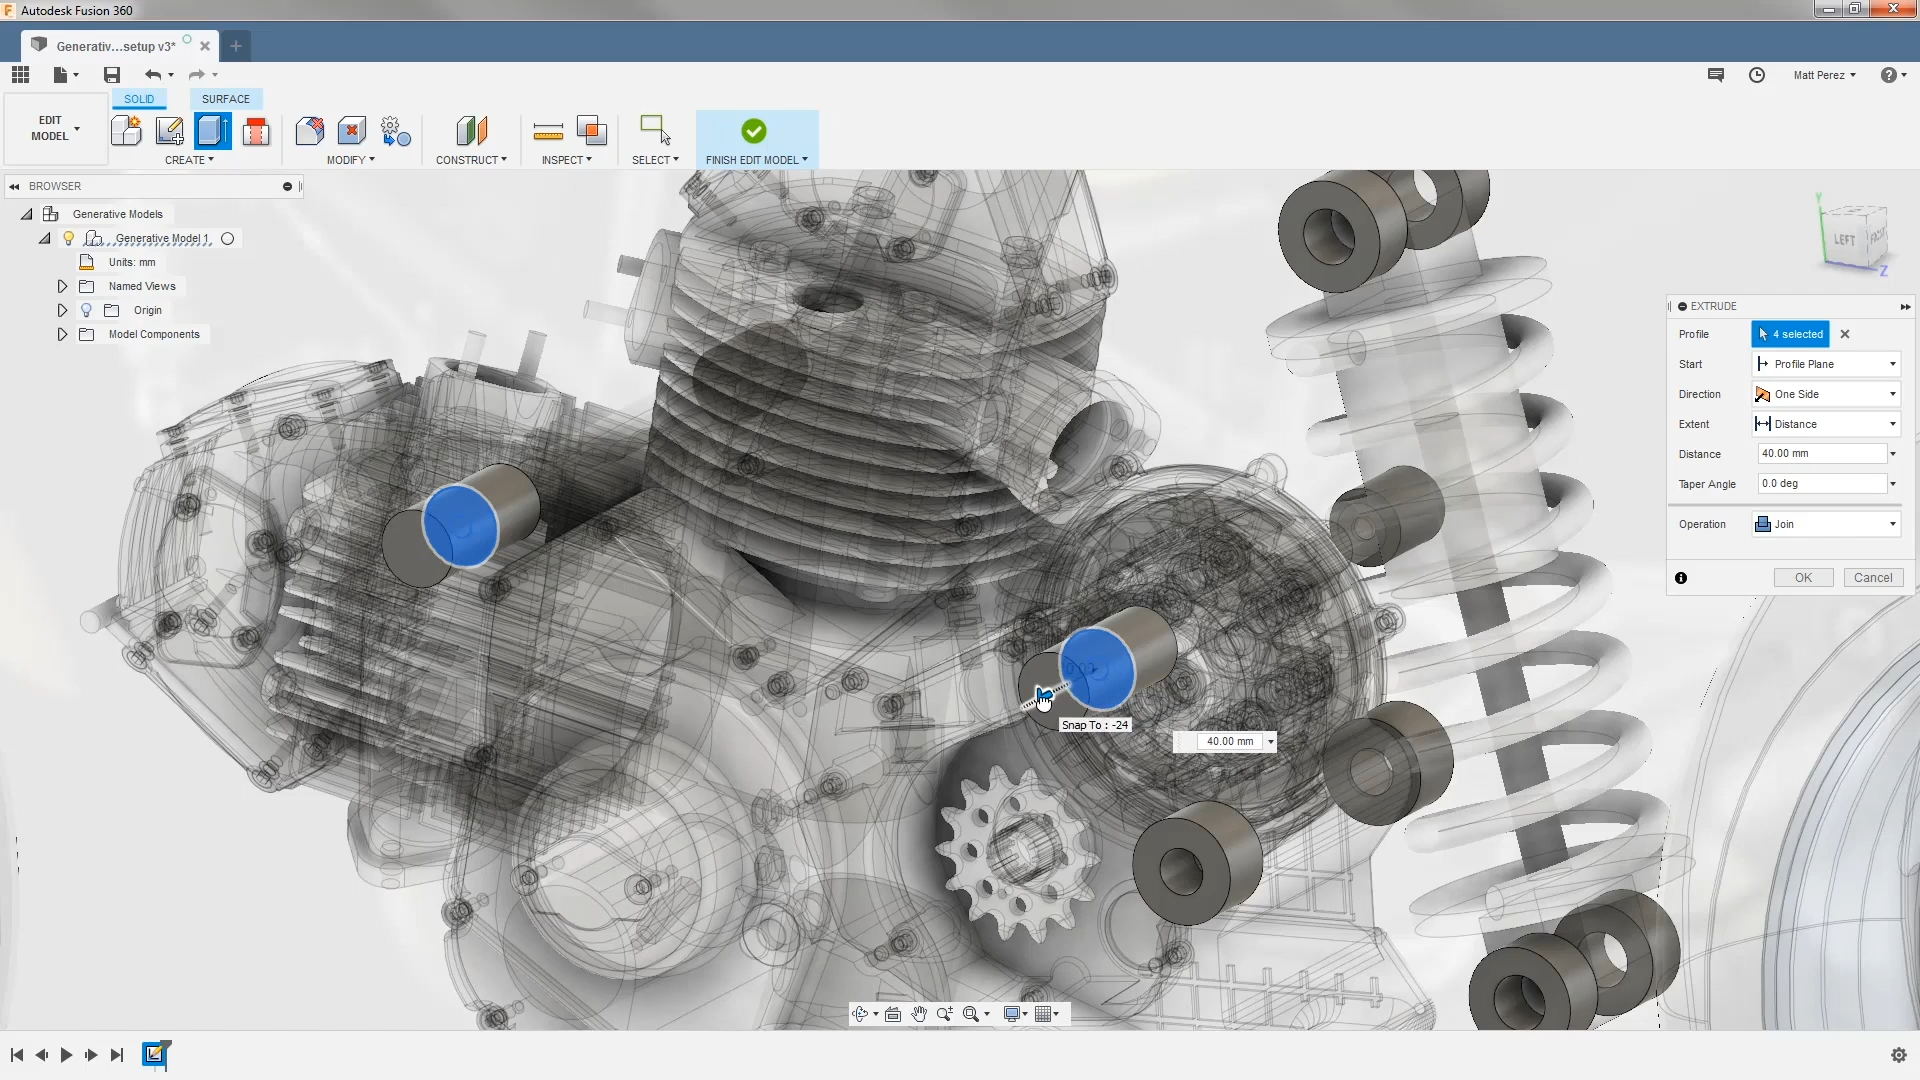 Autodesk Fusion 360
Generativ...setup v3*
Matt Perez
SOLID
SURFACE
EDIT
MODEL
CREATE
MODIFY
CONSTRUCT
INSPECT
SELECT
FINISH EDIT MODEL
BROWSER
Generative Models
Generative Model 1
Units: mm
Named Views
Origin
Model Components
Y
LEFT
FRONT
Z
EXTRUDE
Profile
4 selected
Start
Profile Plane
Direction
One Side
Extent
Distance
Distance
40.00 mm
Taper Angle
0.0 deg
Operation
Join
OK
Cancel
Snap To : -24
40.00 mm